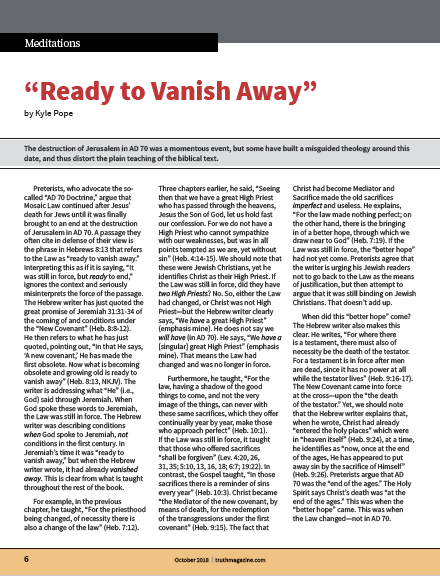 Meditations
“Ready to Vanish Away”
by Kyle Pope
The destruction of Jerusalem in AD 70 was a momentous event, but some have built a misguided theology around this
date, and thus distort the plain teaching of the biblical text.
Preterists, who advocate the so-
called “AD 70 Doctrine,” argue that
Mosaic Law continued after Jesus’
death for Jews until it was finally
brought to an end at the destruction
of Jerusalem in AD 70. A passage they
often cite in defense of their view is
the phrase in Hebrews 8:13 that refers
to the Law as “ready to vanish away.”
Interpreting this as if it is saying, “It
was still in force, but ready to end,”
ignores the context and seriously
misinterprets the force of the passage.
The Hebrew writer has just quoted the
great promise of Jeremiah 31:31-34 of
the coming of and conditions under
the “New Covenant” (Heb. 8:8-12).
He then refers to what he has just
quoted, pointing out, “In that He says,
‘A new covenant,’ He has made the
first obsolete. Now what is becoming
obsolete and growing old is ready to
vanish away” (Heb. 8:13, NKJV). The
writer is addressing what “He” (i.e.,
God) said through Jeremiah. When
God spoke these words to Jeremiah,
the Law was still in force. The Hebrew
writer was describing conditions
when God spoke to Jeremiah, not
conditions in the first century. In
Jeremiah’s time it was “ready to
vanish away,” but when the Hebrew
writer wrote, it had already vanished
away. This is clear from what is taught
throughout the rest of the book.
For example, in the previous
chapter, he taught, “For the priesthood
being changed, of necessity there is
also a change of the law” (Heb. 7:12).
Three chapters earlier, he said, “Seeing
then that we have a great High Priest
who has passed through the heavens,
Jesus the Son of God, let us hold fast
our confession. For we do not have a
High Priest who cannot sympathize
with our weaknesses, but was in all
points tempted as we are, yet without
sin” (Heb. 4:14-15). We should note that
these were Jewish Christians, yet he
identifies Christ as their High Priest. If
the Law was still in force, did they have
two High Priests? No. So, either the Law
had changed, or Christ was not High
Priest—but the Hebrew writer clearly
says, “We have a great High Priest”
(emphasis mine). He does not say we
will have (in AD 70). He says, “We have a
[singular] great High Priest” (emphasis
mine). That means the Law had
changed and was no longer in force.
Furthermore, he taught, “For the
law, having a shadow of the good
things to come, and not the very
image of the things, can never with
these same sacrifices, which they offer
continually year by year, make those
who approach perfect” (Heb. 10:1).
If the Law was still in force, it taught
that those who offered sacrifices
“shall be forgiven” (Lev. 4:20, 26,
31, 35; 5:10, 13, 16, 18; 6:7; 19:22). In
contrast, the Gospel taught, “In those
sacrifices there is a reminder of sins
every year” (Heb. 10:3). Christ became
“the Mediator of the new covenant, by
means of death, for the redemption
of the transgressions under the first
covenant” (Heb. 9:15). The fact that
Christ had become Mediator and
Sacrifice made the old sacrifices
imperfect and useless. He explains,
“For the law made nothing perfect; on
the other hand, there is the bringing
in of a better hope, through which we
draw near to God” (Heb. 7:19). If the
Law was still in force, the “better hope”
had not yet come. Preterists agree that
the writer is urging his Jewish readers
not to go back to the Law as the means
of justification, but then attempt to
argue that it was still binding on Jewish
Christians. That doesn’t add up.
When did this “better hope” come?
The Hebrew writer also makes this
clear. He writes, “For where there
is a testament, there must also of
necessity be the death of the testator.
For a testament is in force after men
are dead, since it has no power at all
while the testator lives” (Heb. 9:16-17).
The New Covenant came into force
at the cross—upon the “the death
of the testator.” Yet, we should note
that the Hebrew writer explains that,
when he wrote, Christ had already
“entered the holy places” which were
in “heaven itself” (Heb. 9:24), at a time,
he identifies as “now, once at the end
of the ages, He has appeared to put
away sin by the sacrifice of Himself”
(Heb. 9:26). Preterists argue that AD
70 was the “end of the ages.” The Holy
Spirit says Christ’s death was “at the
end of the ages.” This was when the
“better hope” came. This was when
the Law changed—not in AD 70.
6
October 2018 | truthmagazine.com